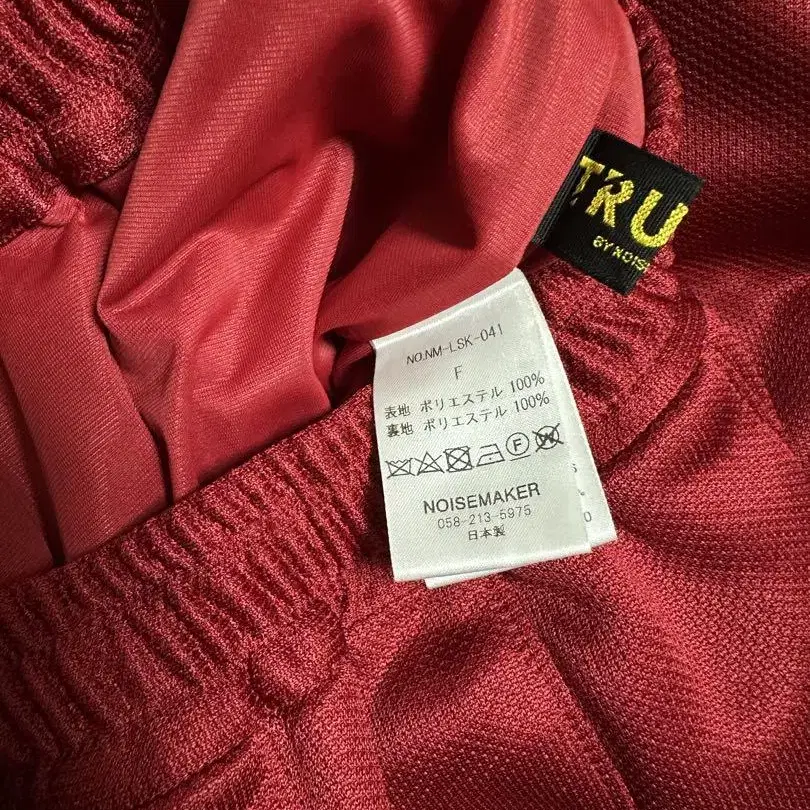 TRU
BY NOIS
NO.NM-LSK-041
F
表地 ポリエステル 100%
裏地 ポリエステル 100%
F W
NOISEMAKER
058-213-5975
日本製
S
0